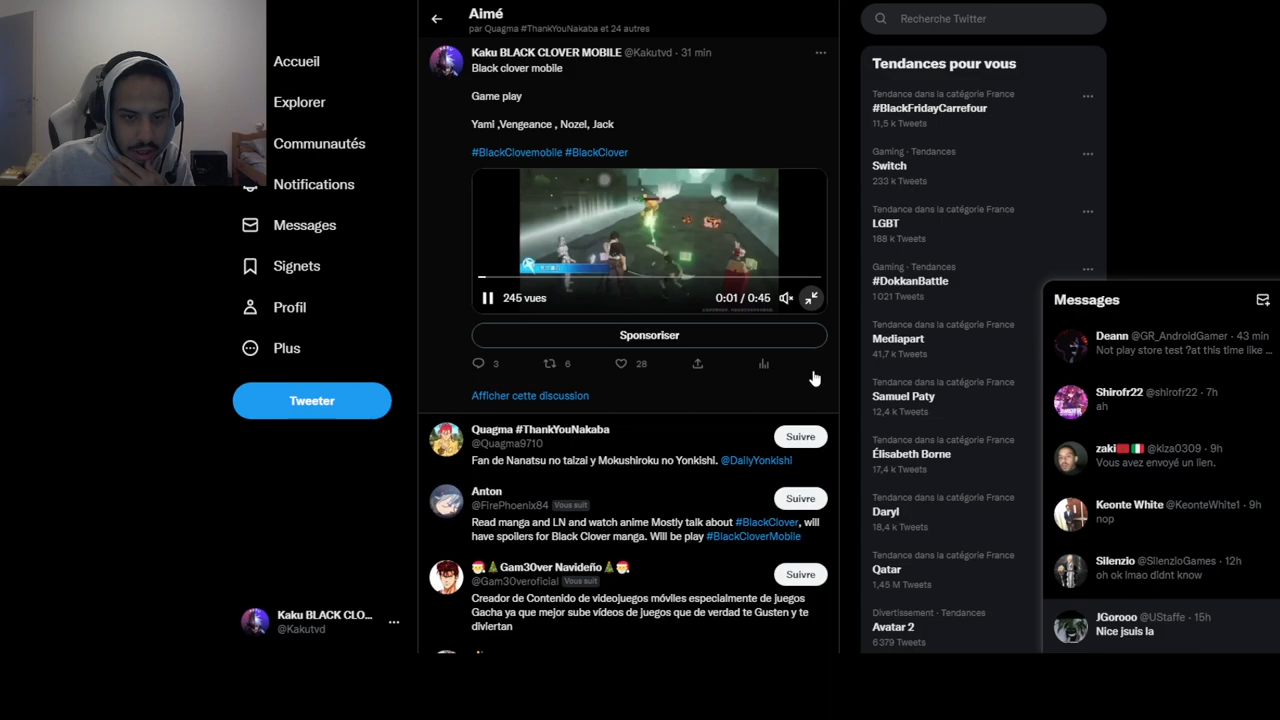 Accueil
Explorer
Communautés
Notifications
Messages
Signets
Profil
Plus
Tweeter
Kaku BLACK CLO...
@Kakutvd
Aimé
par Quagma #ThankYouNakaba et 24 autres
Kaku BLACK CLOVER MOBILE @Kakutvd · 31 min
Black clover mobile
Game play
Yami ,Vengeance , Nozel, Jack
#BlackClovemobile #BlackClover
245 vues
0:01 / 0:45
Sponsoriser
3
6
28
Afficher cette discussion
Quagma #ThankYouNakaba
@Quagma9710
Suivre
Fan de Nanatsu no taizai y Mokushiroku no Yonkishi. @DailyYonkishi
Anton
@FirePhoenix84 Vous suit
Suivre
Read manga and LN and watch anime Mostly talk about #BlackClover, will
have spoilers for Black Clover manga. Will be play #BlackCloverMobile
Gam3Over Navideño
@Gam30veroficial Vous suit
Suivre
Creador de Contenido de videojuegos móviles especialmente de juegos
Gacha ya que mejor sube vídeos de juegos que de verdad te Gusten y te
diviertan
Recherche Twitter
Tendances pour vous
Tendance dans la catégorie France
#BlackFridayCarrefour
11,5 k Tweets
Gaming · Tendances
Switch
233 k Tweets
Tendance dans la catégorie France
LGBT
188 k Tweets
Gaming · Tendances
#DokkanBattle
1 021 Tweets
Tendance dans la catégorie France
Mediapart
41,7 k Tweets
Tendance dans la catégorie France
Samuel Paty
12,4 k Tweets
Tendance dans la catégorie France
Élisabeth Borne
17,4 k Tweets
Tendance dans la catégorie France
Daryl
18,4 k Tweets
Tendance dans la catégorie France
Qatar
1,45 M Tweets
Divertissement · Tendances
Avatar 2
6 379 Tweets
Messages
Deann @GR_AndroidGamer · 43 min
Not play store test ?at this time like ...
Shirofr22 @shirofr22 · 7h
ah
zaki @klza0309 · 9h
Vous avez envoyé un lien.
Keonte White @KeonteWhite1 · 9h
nop
Silenzio @SilenzioGames · 12h
oh ok lmao didnt know
JGorooo @UStaffe · 15h
Nice jsuis la